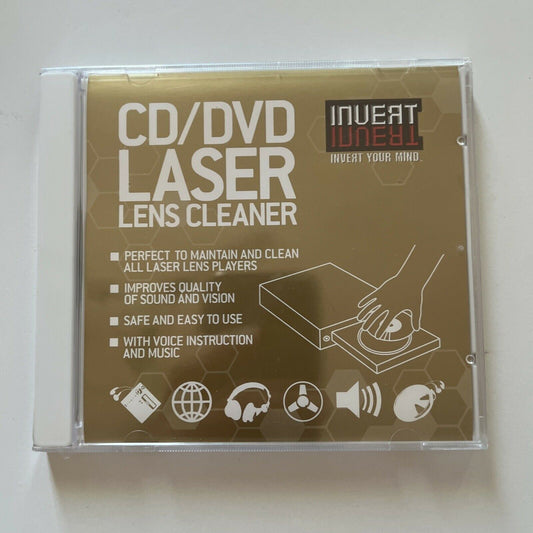 CD/DVD
LASER
LENS CLEANER
INVERT
INVERT
INVERT YOUR MIND™
PERFECT TO MAINTAIN AND CLEAN
ALL LASER LENS PLAYERS
IMPROVES QUALITY
OF SOUND AND VISION
SAFE AND EASY TO USE
WITH VOICE INSTRUCTION
AND MUSIC